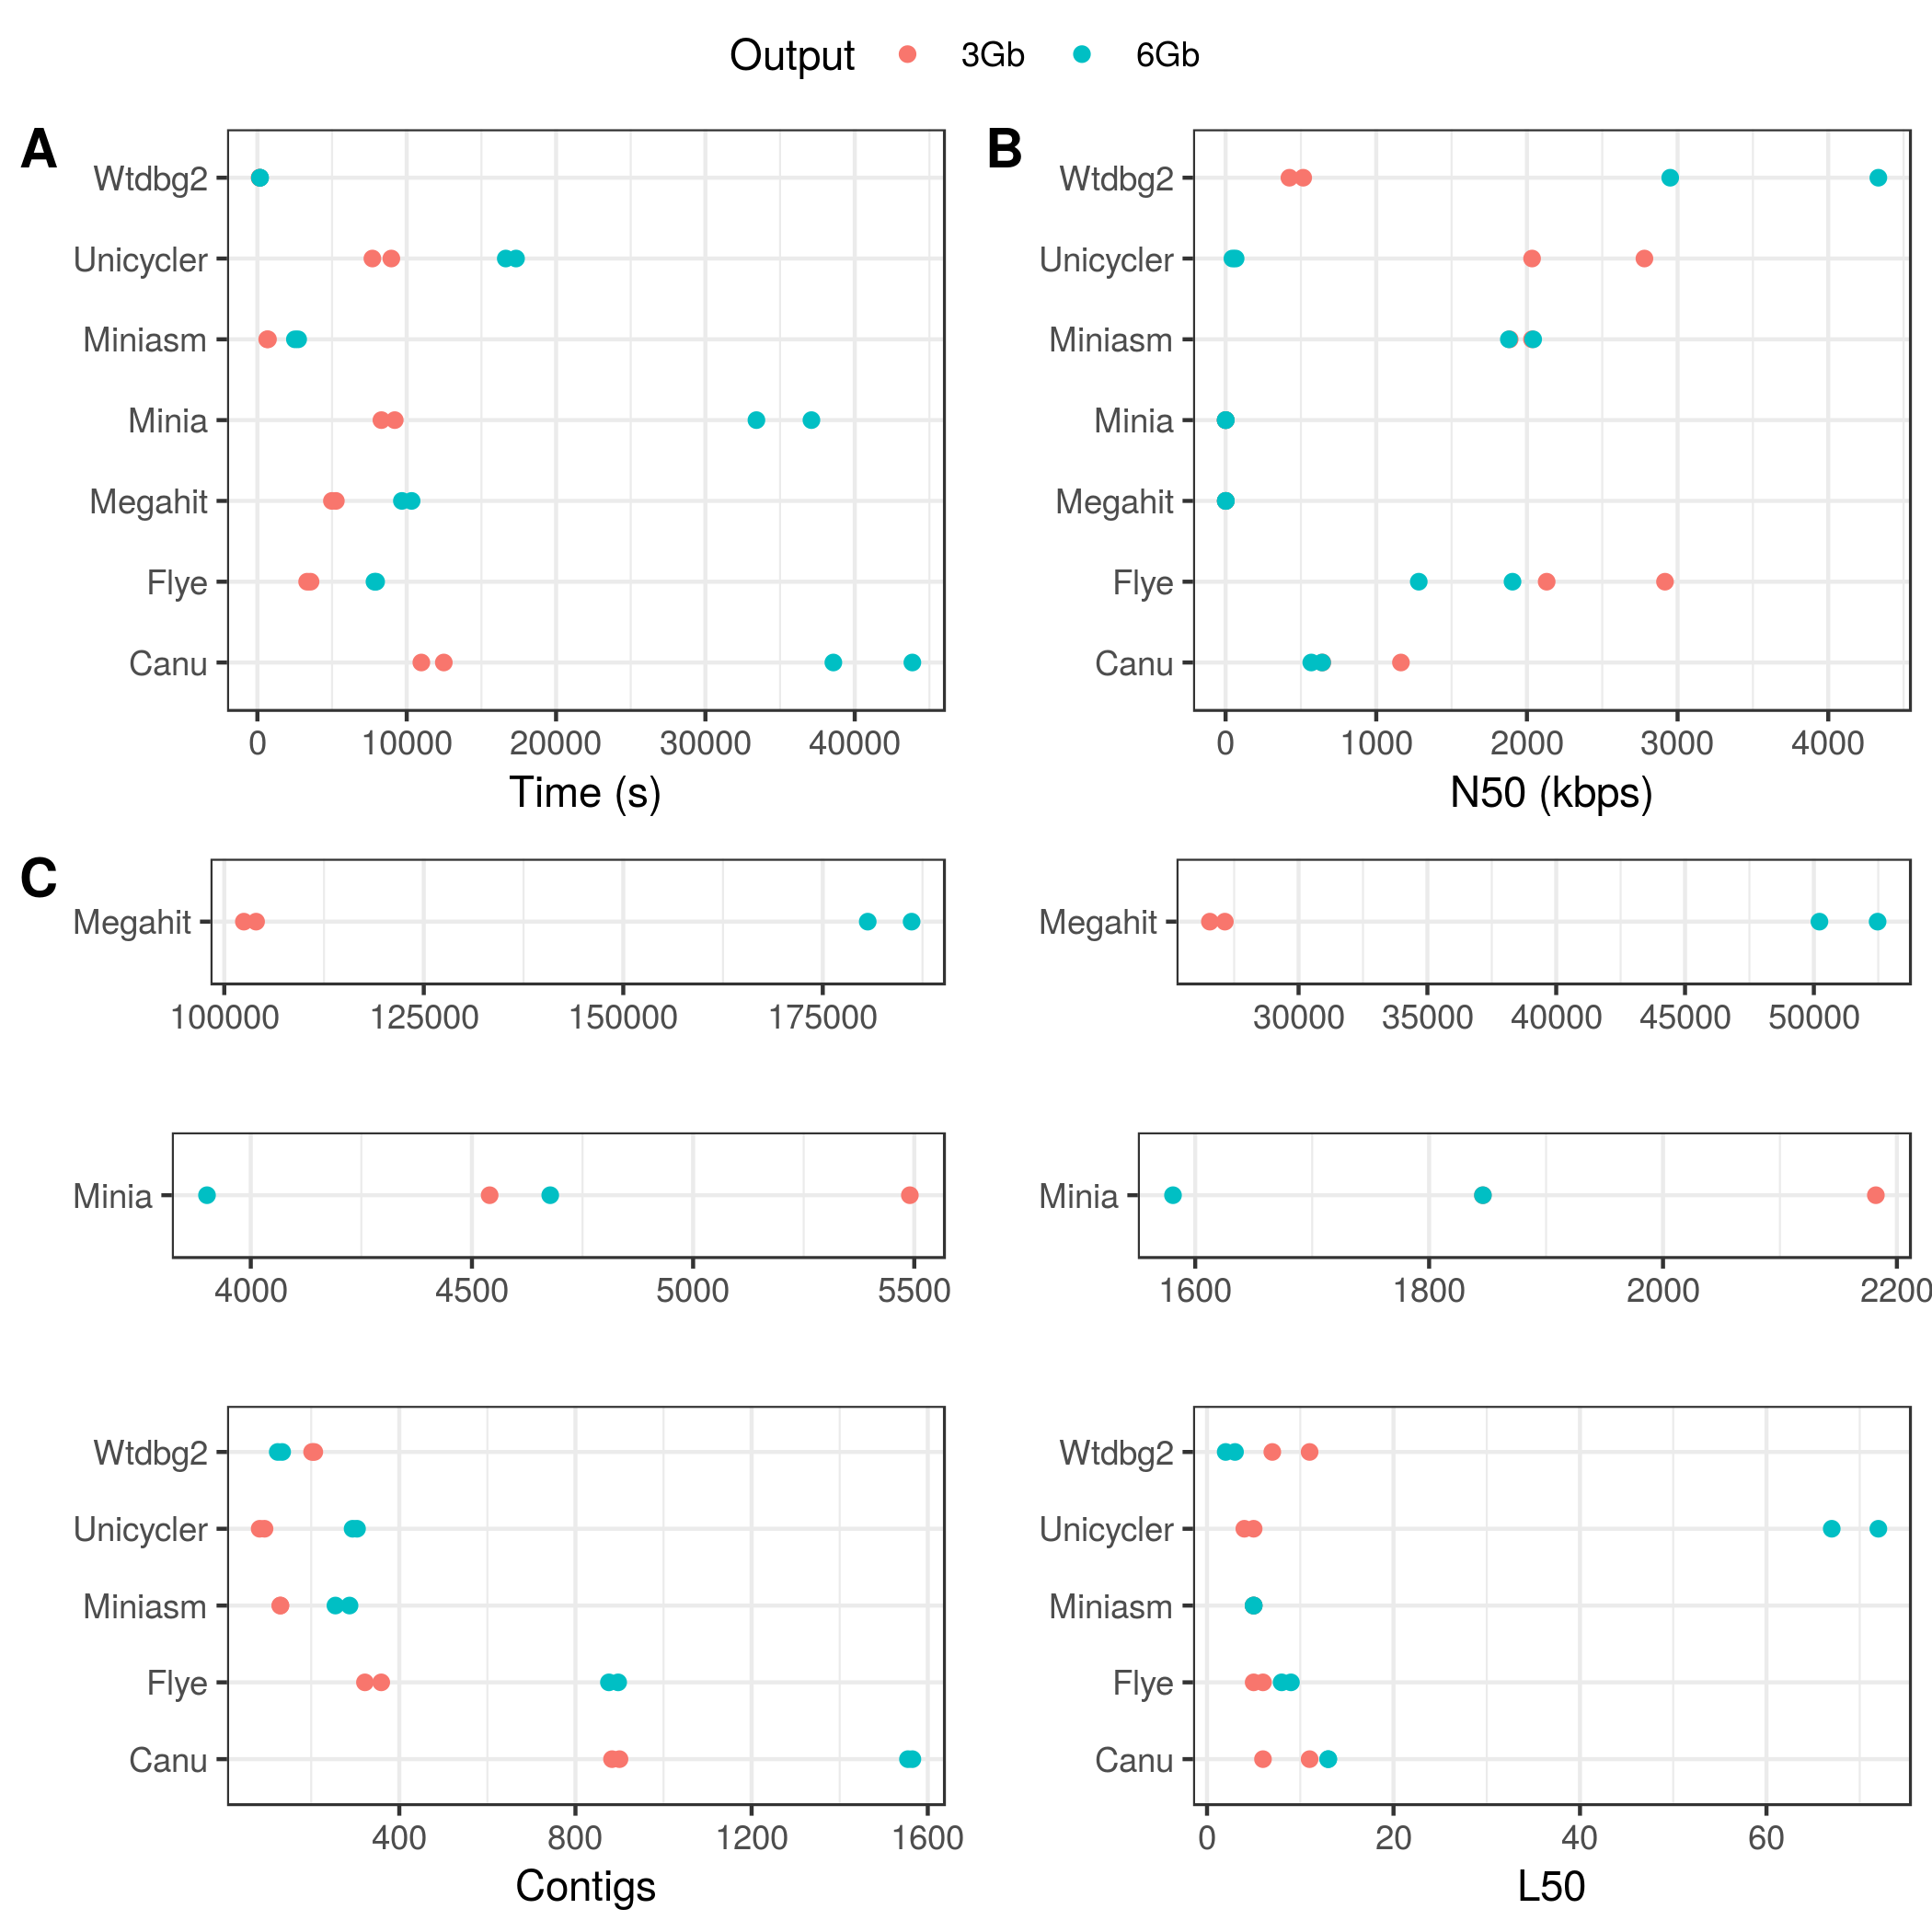 Output 3Gb 6Gb
A
Wtdbg2
Unicycler
Miniasm
Minia
Megahit
Flye
Canu
0 10000 20000 30000 40000
Time (s)
B
Wtdbg2
Unicycler
Miniasm
Minia
Megahit
Flye
Canu
0 1000 2000 3000 4000
N50 (kbps)
C
Megahit
100000 125000 150000 175000
Megahit
30000 35000 40000 45000 50000
Minia
4000 4500 5000 5500
Minia
1600 1800 2000 2200
Wtdbg2
Unicycler
Miniasm
Flye
Canu
400 800 1200 1600
Contigs
Wtdbg2
Unicycler
Miniasm
Flye
Canu
0 20 40 60
L50